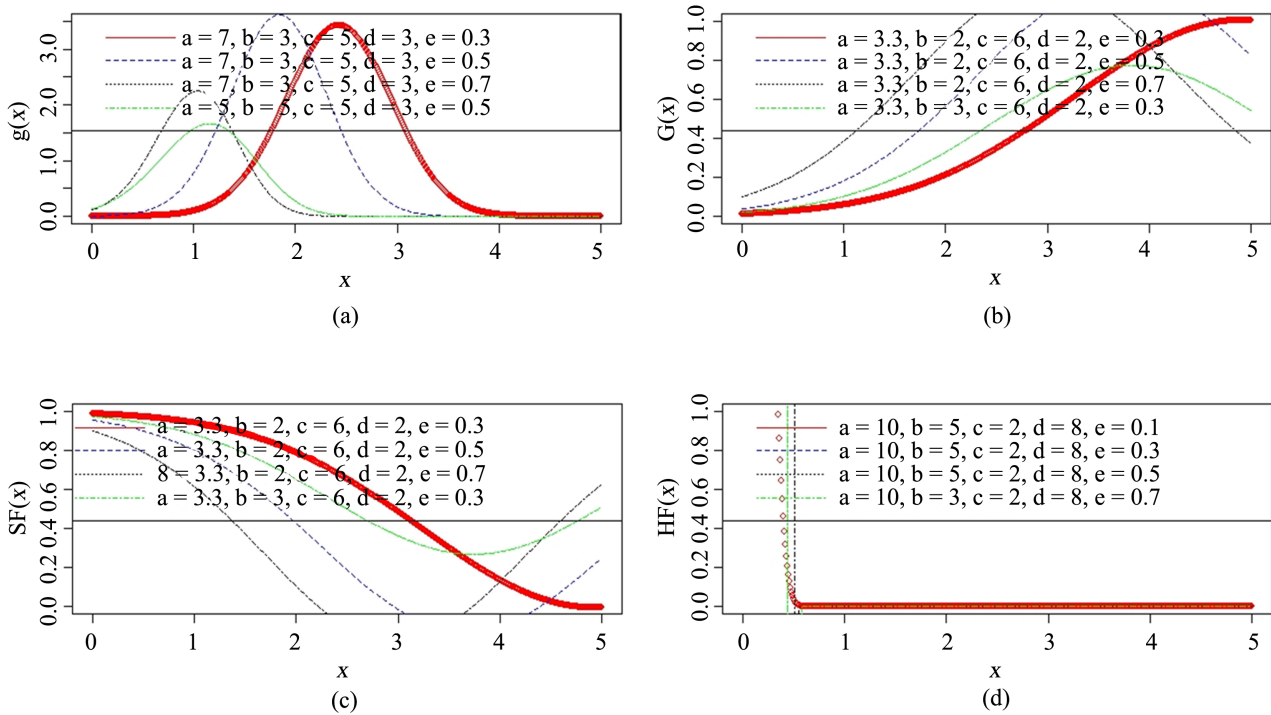 g(x)
0.0 1.0 2.0 3.0
a = 7, b = 3, c = 5, d = 3, e = 0.3
a = 7, b = 3, c = 5, d = 3, e = 0.5
a = 7, b = 3, c = 5, d = 3, e = 0.7
a = 5, b = 5, c = 5, d = 3, e = 0.5
0 1 2 3 4 5
x
(a)
G(x)
0.0 0.2 0.4 0.6 0.8 1.0
a = 3.3, b = 2, c = 6, d = 2, e = 0.3
a = 3.3, b = 2, c = 6, d = 2, e = 0.5
a = 3.3, b = 2, c = 6, d = 2, e = 0.7
a = 3.3, b = 3, c = 6, d = 2, e = 0.3
0 1 2 3 4 5
x
(b)
SF(x)
0.0 0.2 0.4 0.6 0.8 1.0
a = 3.3, b = 2, c = 6, d = 2, e = 0.3
a = 3.3, b = 2, c = 6, d = 2, e = 0.5
8 = 3.3, b = 2, c = 6, d = 2, e = 0.7
a = 3.3, b = 3, c = 6, d = 2, e = 0.3
0 1 2 3 4 5
x
(c)
HF(x)
0.0 0.2 0.4 0.6 0.8 1.0
a = 10, b = 5, c = 2, d = 8, e = 0.1
a = 10, b = 5, c = 2, d = 8, e = 0.3
a = 10, b = 5, c = 2, d = 8, e = 0.5
a = 10, b = 3, c = 2, d = 8, e = 0.7
0 1 2 3 4 5
x
(d)